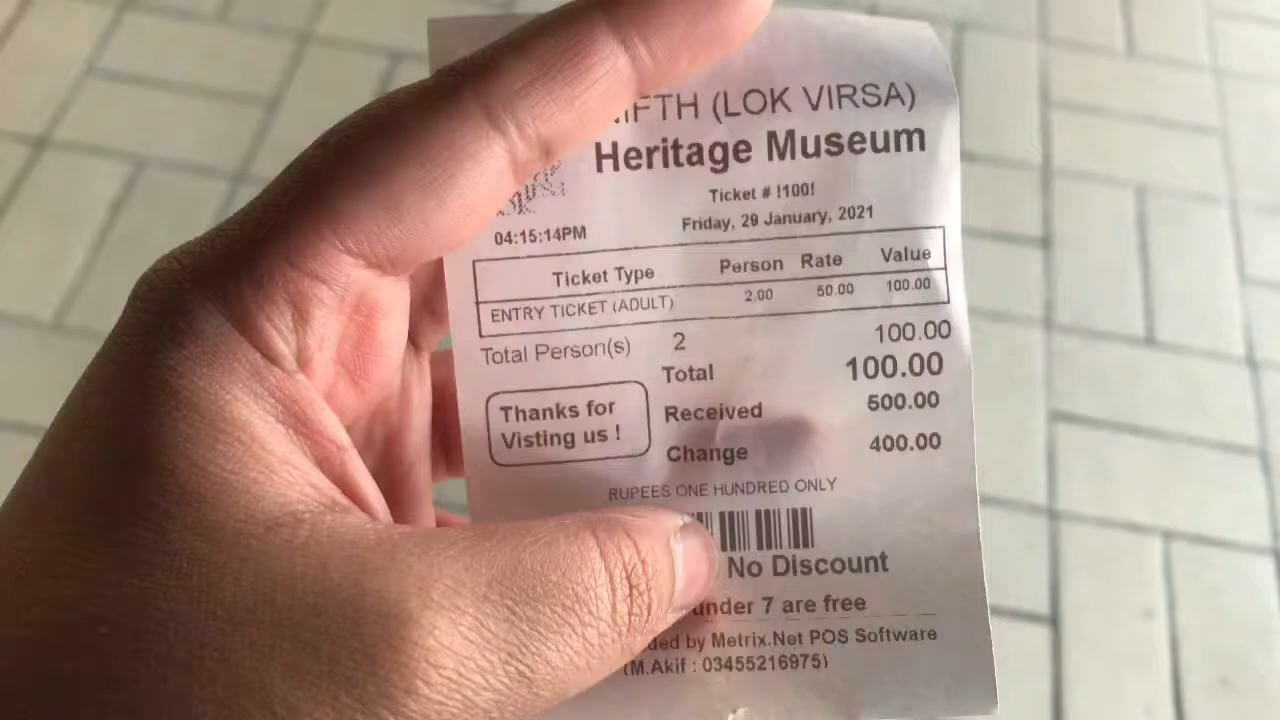 (LOK VIRSA)
Heritage Museum
Ticket # !100!
04:15:14PM Friday, 29 January, 2021
Ticket Type Person Rate Value
ENTRY TICKET (ADULT) 2.00 50.00 100.00
Total Person(s) 2 100.00
Total 100.00
Thanks for
Visting us !
Received 500.00
Change 400.00
RUPEES ONE HUNDRED ONLY
No Discount
under 7 are free
by Metrix.Net POS Software
(M.Akif : 03455216975)